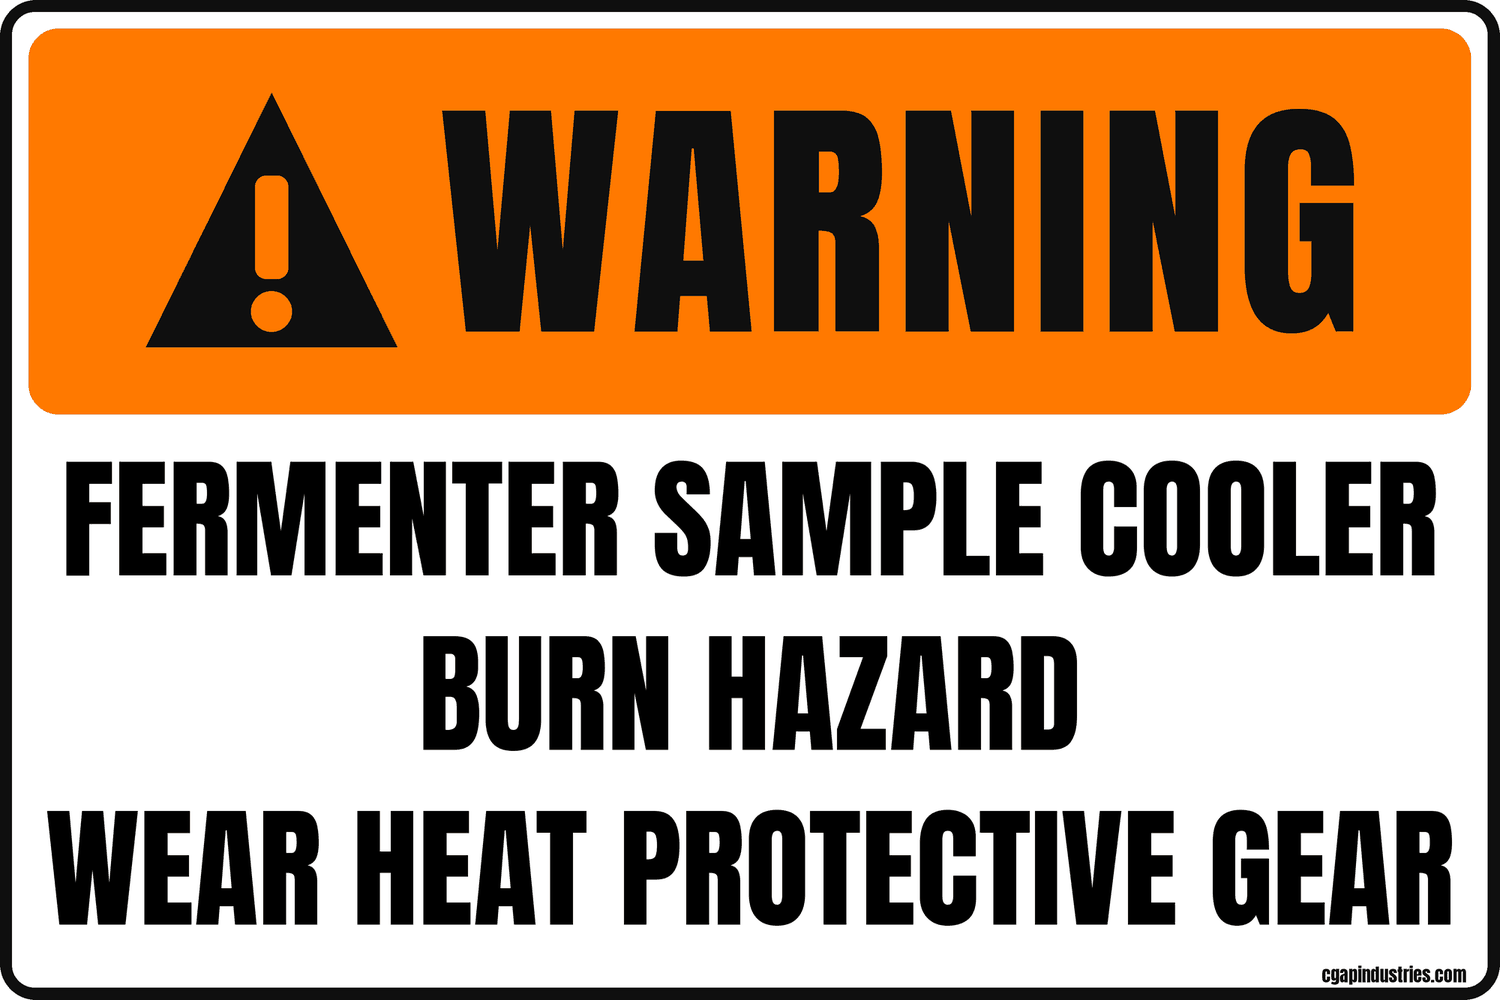 WARNING
FERMENTER SAMPLE COOLER
BURN HAZARD
WEAR HEAT PROTECTIVE GEAR
cgapindustries.com